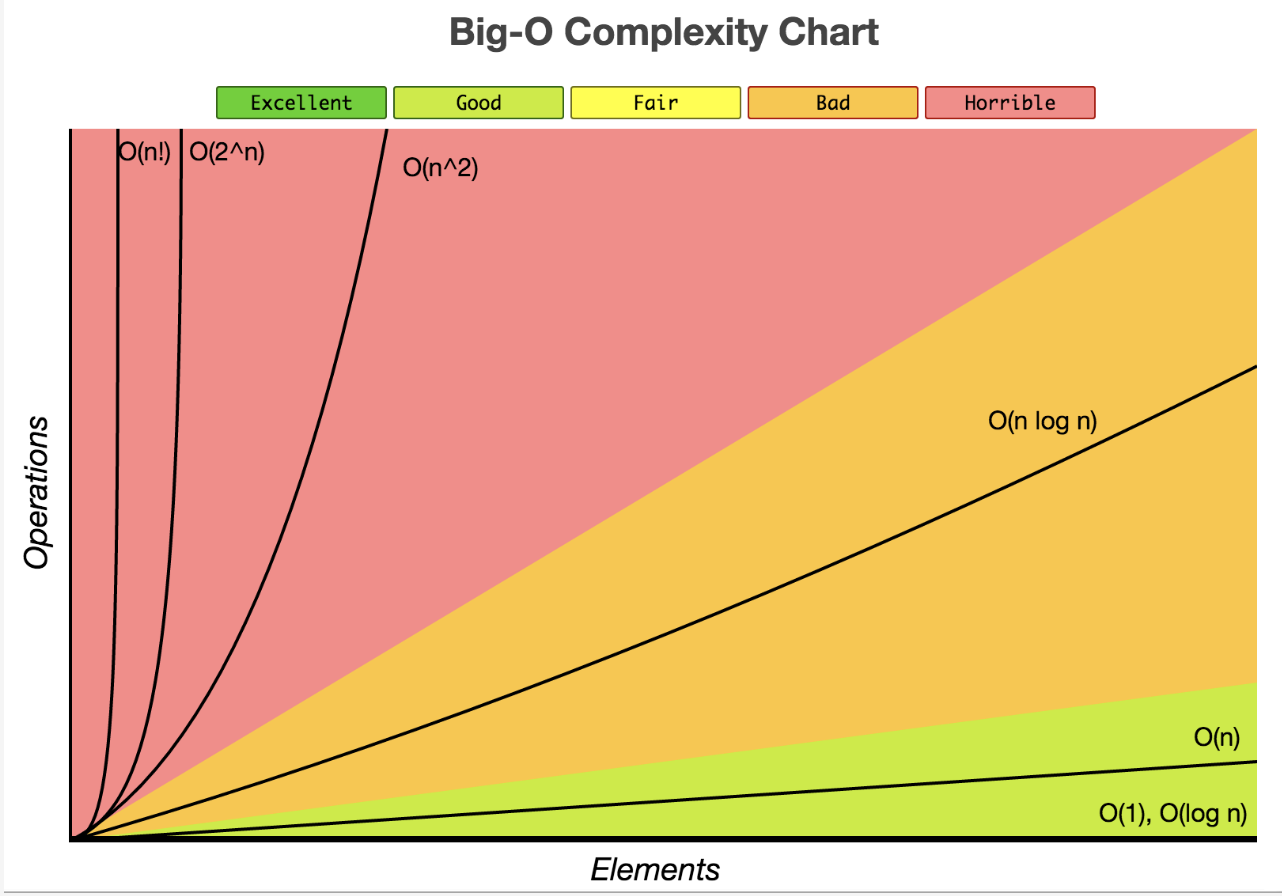 Big-O Complexity Chart
Excellent
Good
Fair
Bad
Horrible
O(n!)
O(2^n)
O(n^2)
O(n log n)
O(n)
O(1), O(log n)
Operations
Elements